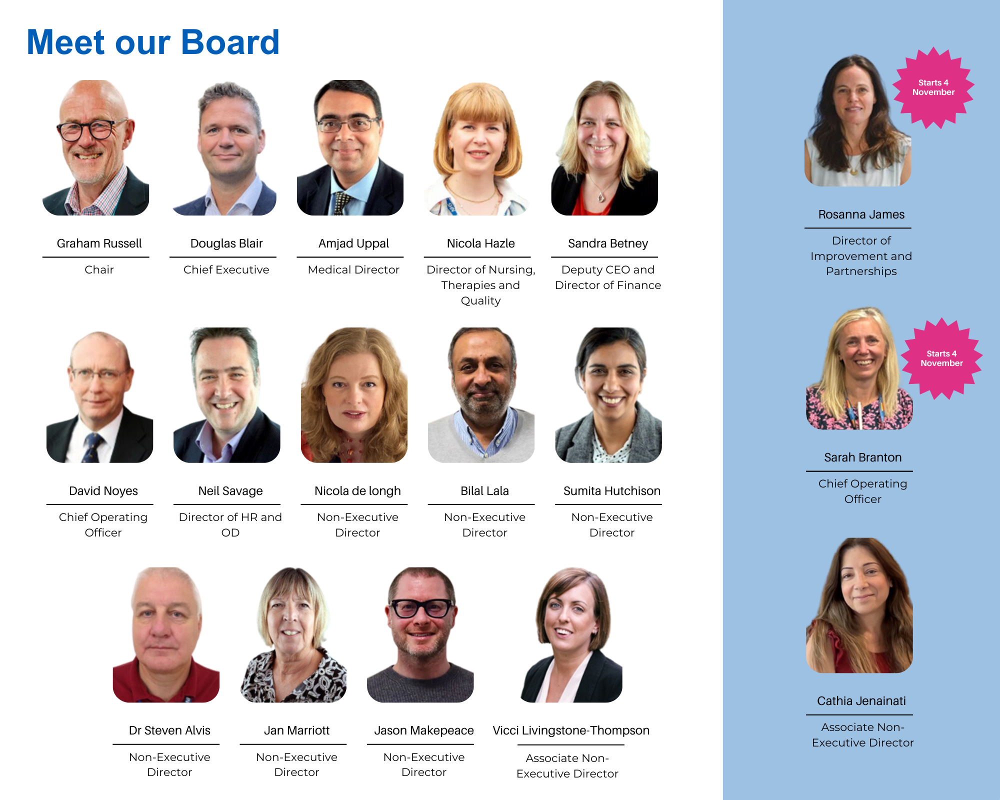 Meet our Board
Graham Russell
Chair
Douglas Blair
Chief Executive
Amjad Uppal
Medical Director
Nicola Hazle
Director of Nursing,
Therapies and
Quality
Sandra Betney
Deputy CEO and
Director of Finance
David Noyes
Chief Operating
Officer
Neil Savage
Director of HR and
OD
Nicola de longh
Non-Executive
Director
Bilal Lala
Non-Executive
Director
Sumita Hutchison
Non-Executive
Director
Dr Steven Alvis
Non-Executive
Director
Jan Marriott
Non-Executive
Director
Jason Makepeace
Non-Executive
Director
Vicci Livingstone-Thompson
Associate Non-
Executive Director
Starts 4
November
Rosanna James
Director of
Improvement and
Partnerships
Starts 4
November
Sarah Branton
Chief Operating
Officer
Cathia Jenainati
Associate Non-
Executive Director